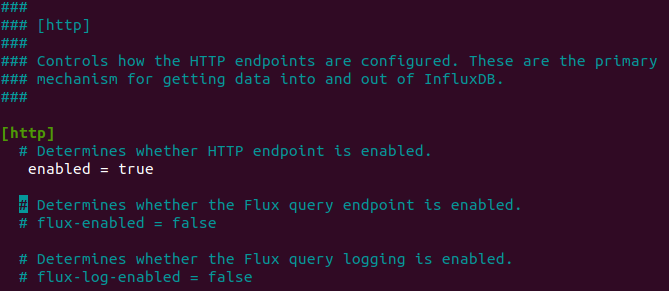 ###
### [http]
###
### Controls how the HTTP endpoints are configured. These are the primary
### mechanism for getting data into and out of InfluxDB.
###
[http]
# Determines whether HTTP endpoint is enabled.
enabled = true
# Determines whether the Flux query endpoint is enabled.
# flux-enabled = false
# Determines whether the Flux query logging is enabled.
# flux-log-enabled = false